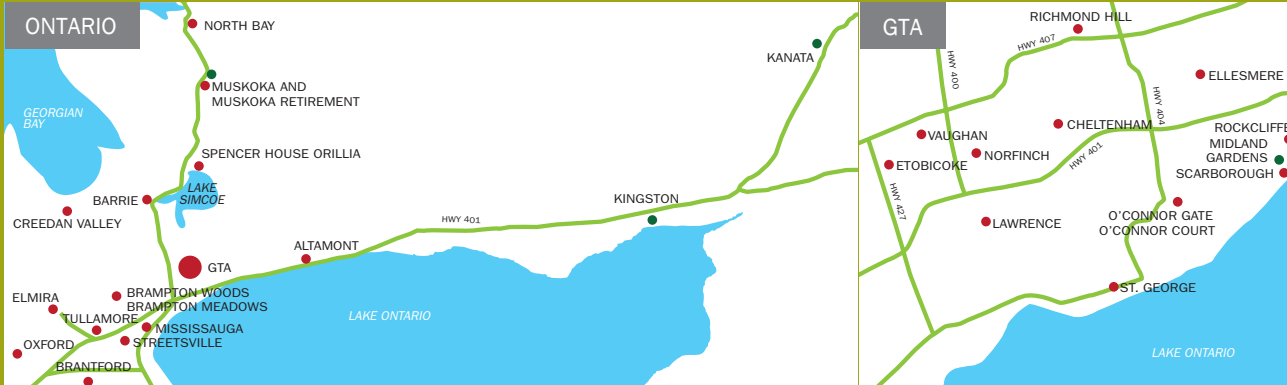 ONTARIO
NORTH BAY
KANATA
MUSKOKA AND
MUSKOKA RETIREMENT
GEORGIAN
BAY
SPENCER HOUSE ORILLIA
LAKE
SIMCOE
BARRIE
KINGSTON
CREEDAN VALLEY
HWY 401
ALTAMONT
GTA
BRAMPTON WOODS
BRAMPTON MEADOWS
ELMIRA
TULLAMORE
LAKE ONTARIO
MISSISSAUGA
STREETSVILLE
OXFORD
BRANTFORD
GTA
RICHMOND HILL
HWY 407
HWY 400
ELLESMERE
HWY 404
CHELTENHAM
ROCKCLIFFE
VAUGHAN
MIDLAND
GARDENS
NORFINCH
HWY 401
ETOBICOKE
SCARBOROUGH
HWY 427
O'CONNOR GATE
O'CONNOR COURT
LAWRENCE
ST. GEORGE
LAKE ONTARIO